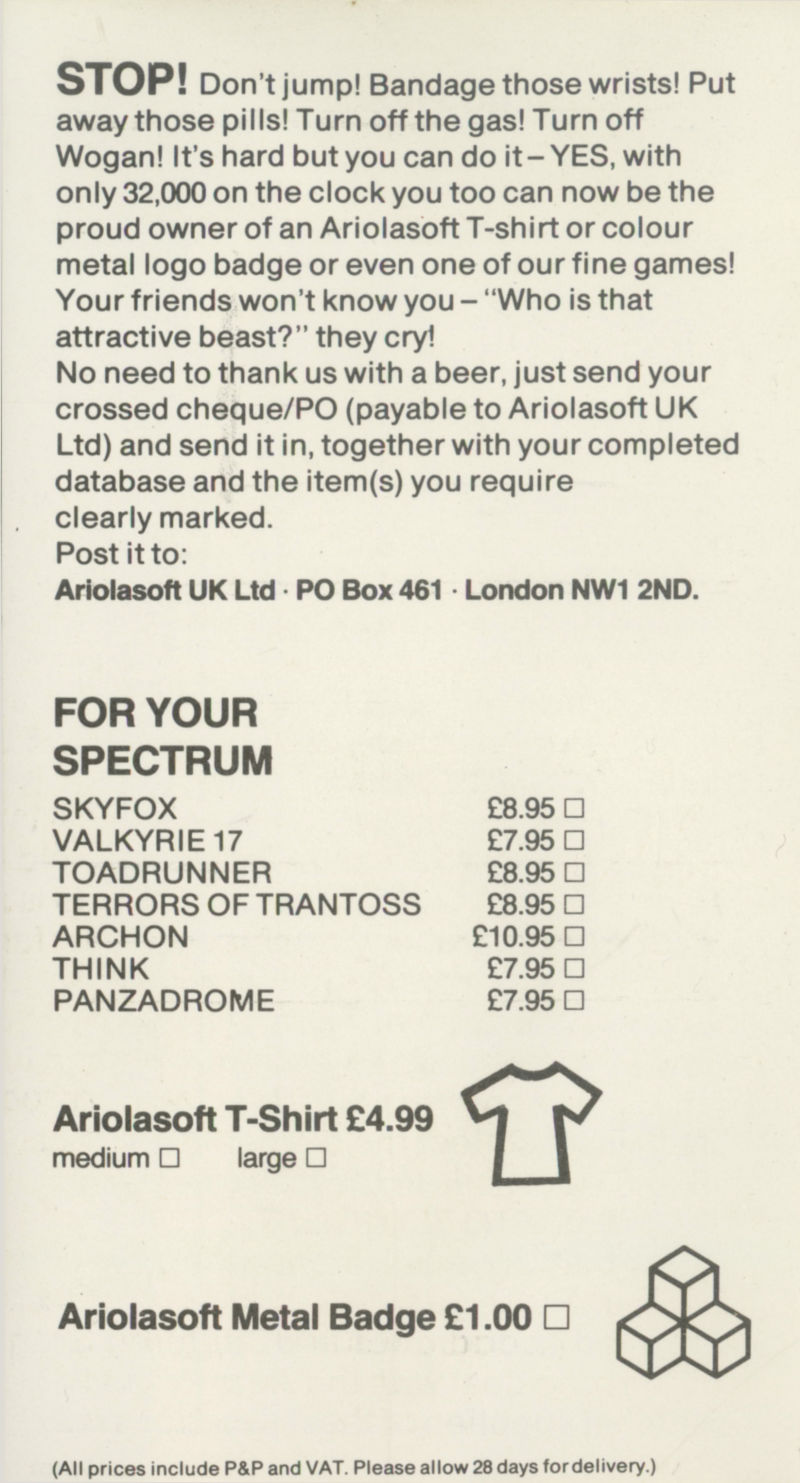 STOP! Don't jump! Bandage those wrists! Put
away those pills! Turn off the gas! Turn off
Wogan! It's hard but you can do it – YES, with
only 32,000 on the clock you too can now be the
proud owner of an Ariolasoft T-shirt or colour
metal logo badge or even one of our fine games!
Your friends won't know you – "Who is that
attractive beast?" they cry!
No need to thank us with a beer, just send your
crossed cheque/PO (payable to Ariolasoft UK
Ltd) and send it in, together with your completed
database and the item(s) you require
clearly marked.
Post it to:
Ariolasoft UK Ltd · PO Box 461 · London NW1 2ND.
FOR YOUR
SPECTRUM
SKYFOX £8.95 □
VALKYRIE 17 £7.95 □
TOADRUNNER £8.95 □
TERRORS OF TRANTOSS £8.95 □
ARCHON £10.95 □
THINK £7.95 □
PANZADROME £7.95 □
Ariolasoft T-Shirt £4.99
medium □ large □
Ariolasoft Metal Badge £1.00 □
(All prices include P&P and VAT. Please allow 28 days for delivery.)